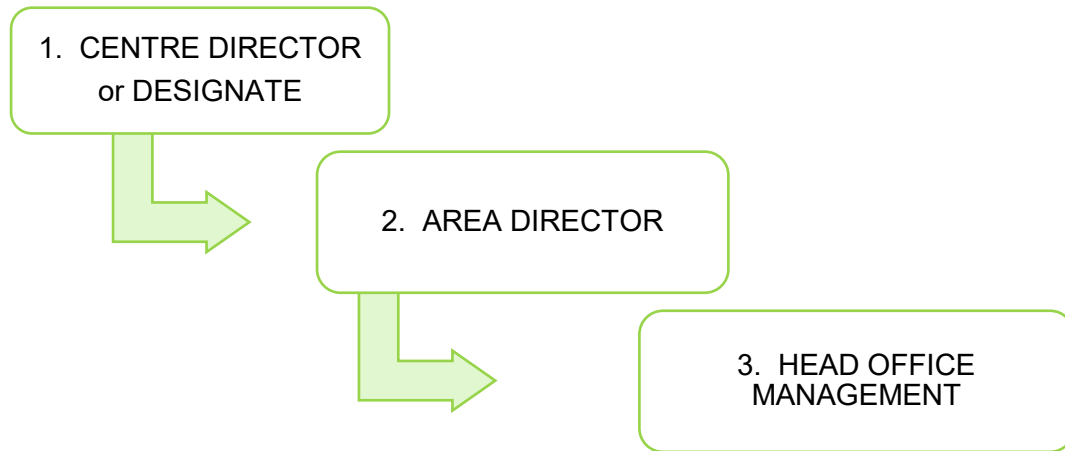 1. CENTRE DIRECTOR
or DESIGNATE
2. AREA DIRECTOR
3. HEAD OFFICE
MANAGEMENT